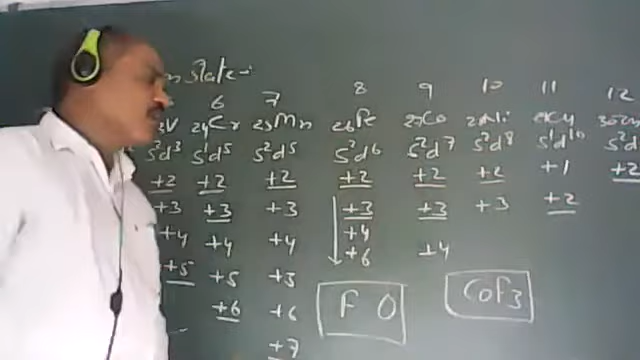 State :-
6 7 8 9 10 11 12
V 24Cr 25Mn 26Fe 27Co 28Ni 29Cu 30Zn
s²d³ s¹d⁵ s²d⁵ s²d⁶ s²d⁷ s²d⁸ s¹d¹⁰ s²d
+2 +2 +2 +2 +2 +2 +1 +2
+3 +3 +3 +3 +3 +3 +2
+4 +4 +4 +4 +4
+5 +5 +6
+6 +6
+7
F O
CoF3